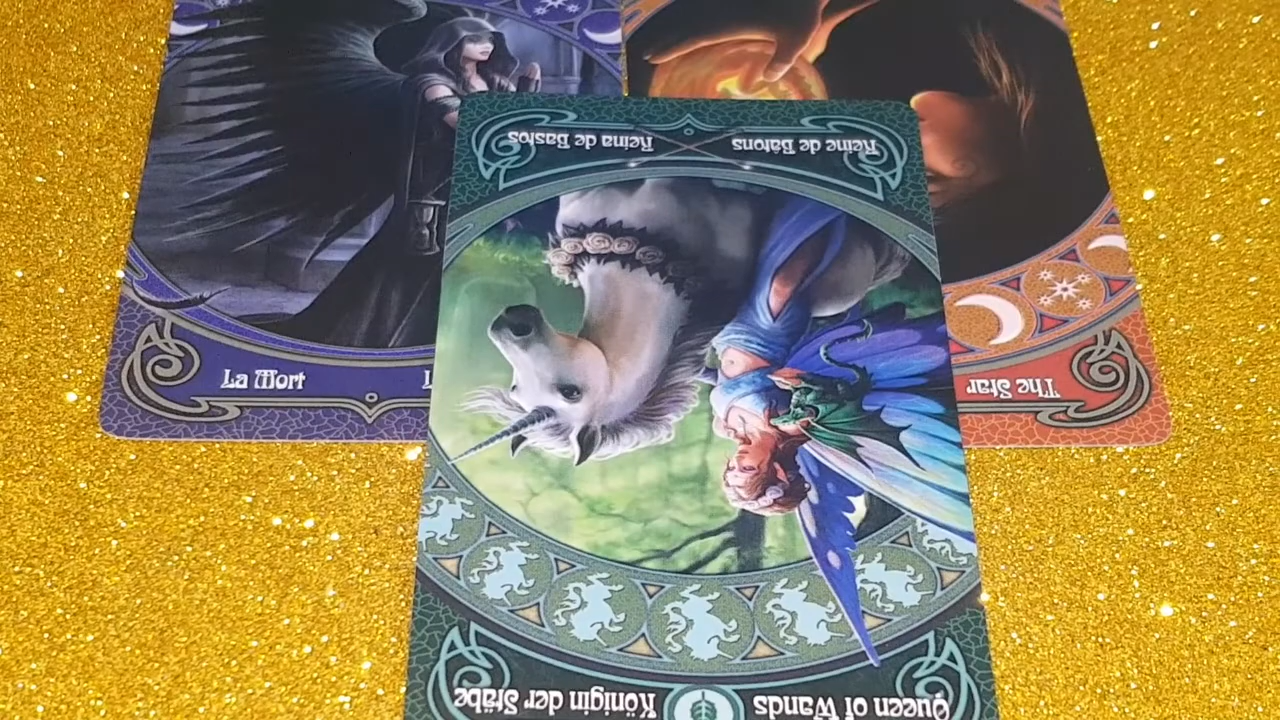 Reina de Bastos Reine de Bâtons
La Mort
The Star
Königin der Stäbe Queen of Wands